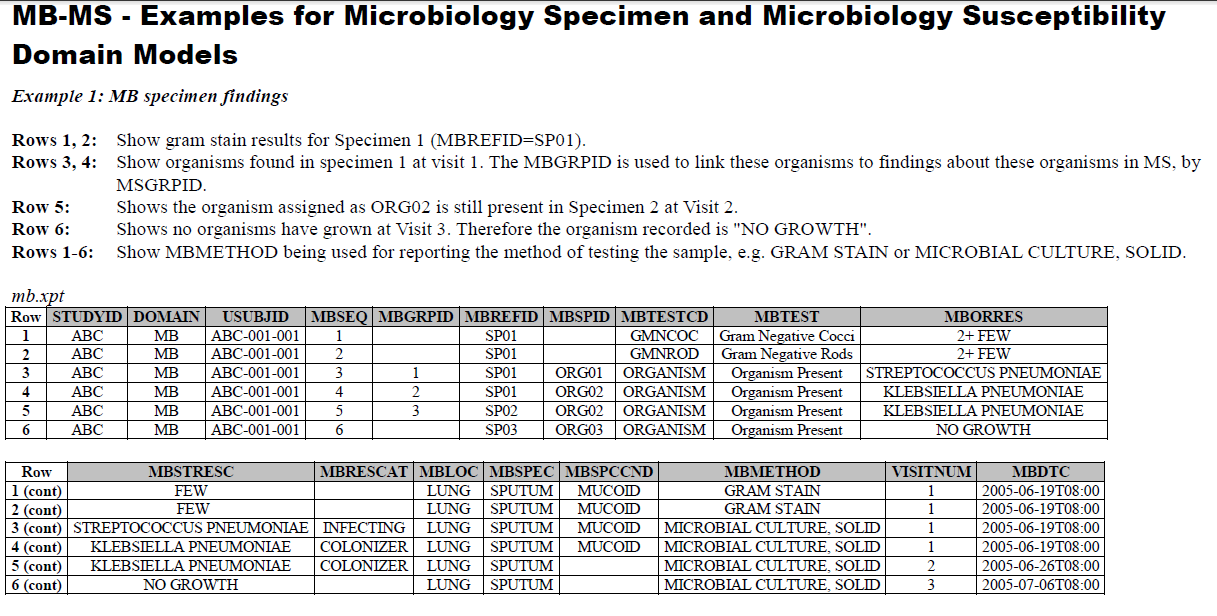 MB-MS - Examples for Microbiology Specimen and Microbiology Susceptibility
Domain Models
Example 1: MB specimen findings
Rows 1, 2: Show gram stain results for Specimen 1 (MBREFID=SP01).
Rows 3, 4: Show organisms found in specimen 1 at visit 1. The MBGRPID is used to link these organisms to findings about these organisms in MS, by
MSGRPID.
Row 5: Shows the organism assigned as ORG02 is still present in Specimen 2 at Visit 2.
Row 6: Shows no organisms have grown at Visit 3. Therefore the organism recorded is "NO GROWTH".
Rows 1-6: Show MBMETHOD being used for reporting the method of testing the sample, e.g. GRAM STAIN or MICROBIAL CULTURE, SOLID.
mb.xpt
Row STUDYID DOMAIN USUBJID MBSEQ MBGRPID MBREFID MBSPID MBTESTCD MBTEST MBORRES
1 ABC MB ABC-001-001 1 SP01 GMNCOC Gram Negative Cocci 2+ FEW
2 ABC MB ABC-001-001 2 SP01 GMNROD Gram Negative Rods 2+ FEW
3 ABC MB ABC-001-001 3 1 SP01 ORG01 ORGANISM Organism Present STREPTOCOCCUS PNEUMONIAE
4 ABC MB ABC-001-001 4 2 SP01 ORG02 ORGANISM Organism Present KLEBSIELLA PNEUMONIAE
5 ABC MB ABC-001-001 5 3 SP02 ORG02 ORGANISM Organism Present KLEBSIELLA PNEUMONIAE
6 ABC MB ABC-001-001 6 SP03 ORG03 ORGANISM Organism Present NO GROWTH
Row MBSTRESC MBRESCAT MBLOC MBSPEC MBSPCCND MBMETHOD VISITNUM MBDTC
1 (cont) FEW LUNG SPUTUM MUCOID GRAM STAIN 1 2005-06-19T08:00
2 (cont) FEW LUNG SPUTUM MUCOID GRAM STAIN 1 2005-06-19T08:00
3 (cont) STREPTOCOCCUS PNEUMONIAE INFECTING LUNG SPUTUM MUCOID MICROBIAL CULTURE, SOLID 1 2005-06-19T08:00
4 (cont) KLEBSIELLA PNEUMONIAE COLONIZER LUNG SPUTUM MUCOID MICROBIAL CULTURE, SOLID 1 2005-06-19T08:00
5 (cont) KLEBSIELLA PNEUMONIAE COLONIZER LUNG SPUTUM MICROBIAL CULTURE, SOLID 2 2005-06-26T08:00
6 (cont) NO GROWTH LUNG SPUTUM MICROBIAL CULTURE, SOLID 3 2005-07-06T08:00